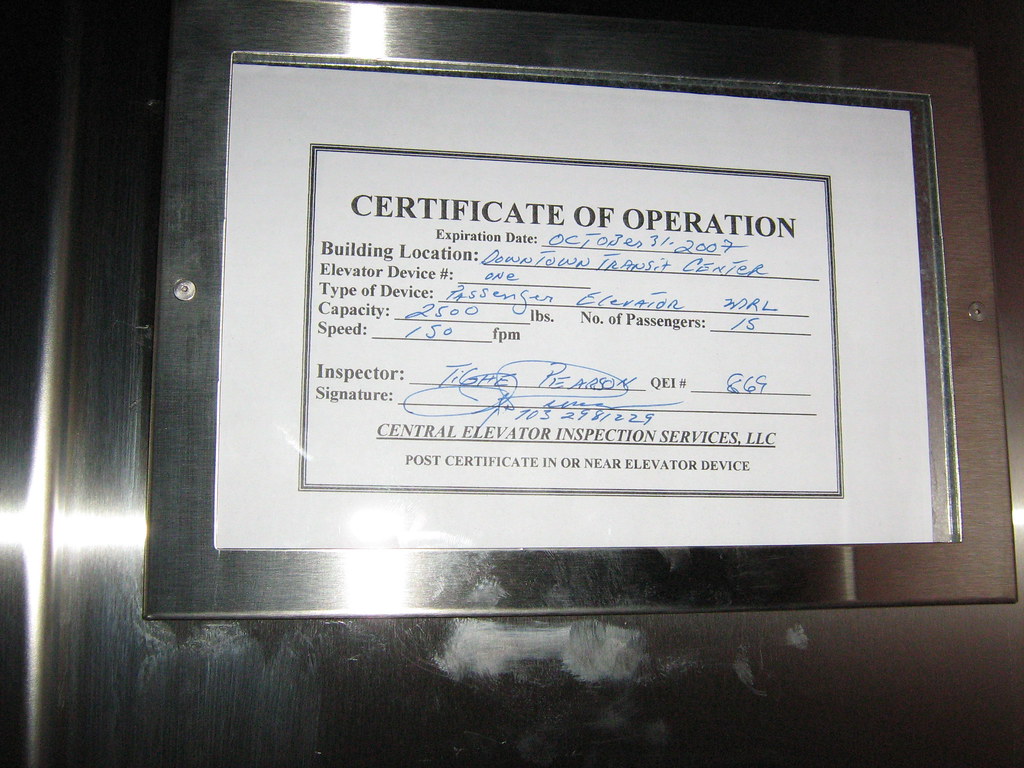 CERTIFICATE OF OPERATION
Expiration Date: OCTOBER 31-2007
Building Location: DOWNTOWN TRANSIT CENTER
Elevator Device #: one
Type of Device: Passenger Elevator
Capacity: 2500 lbs. No. of Passengers: 15
Speed: 150 fpm
Inspector: TIGHE PEARSON QEI # 869
Signature:
703 2981229
CENTRAL ELEVATOR INSPECTION SERVICES, LLC
POST CERTIFICATE IN OR NEAR ELEVATOR DEVICE